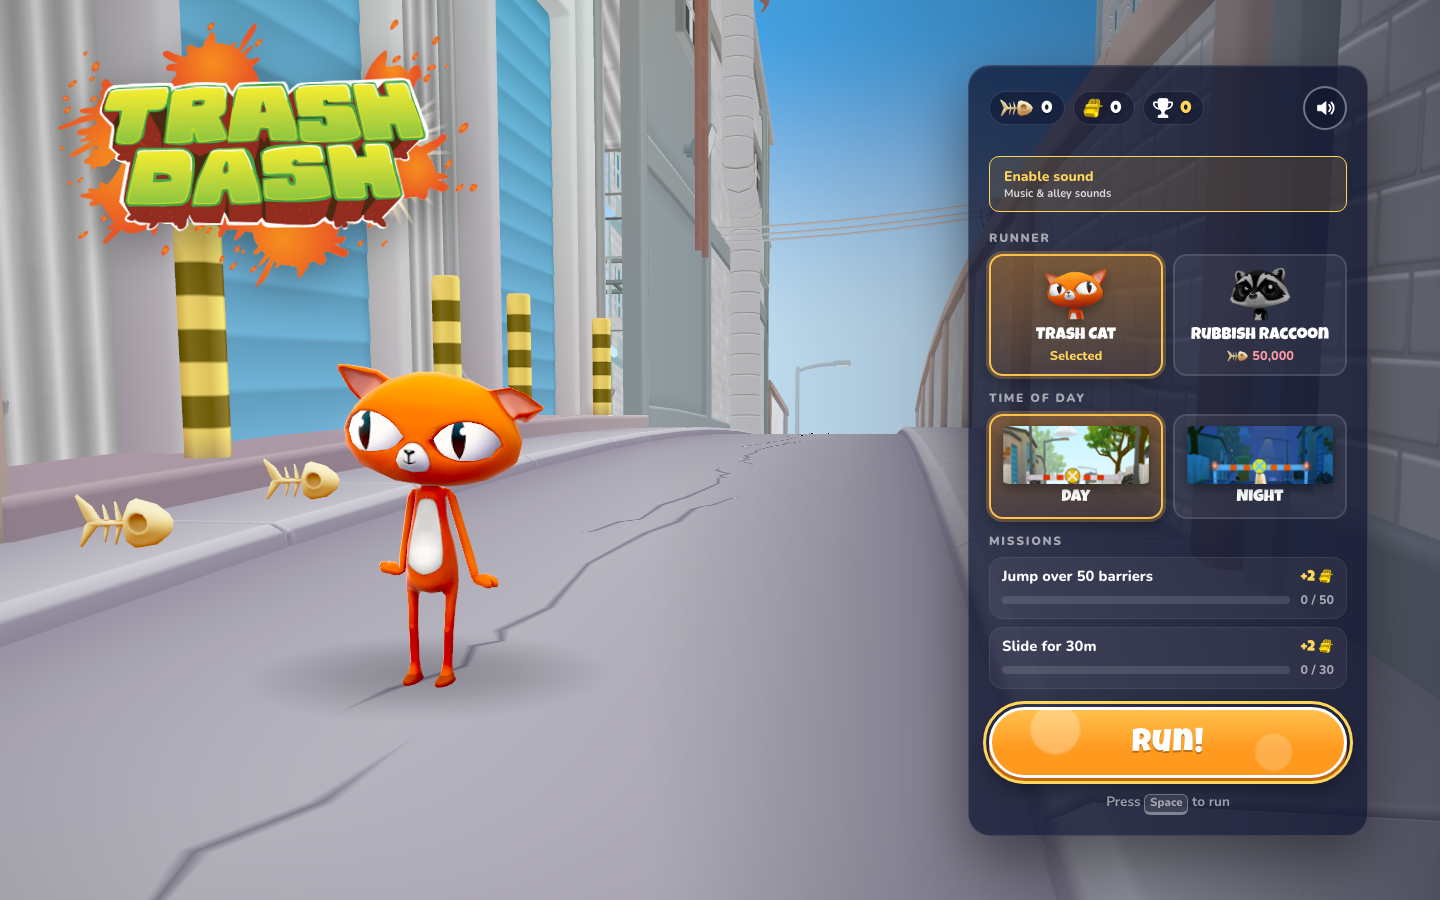 TRASH
DASH
0 0 0
Enable sound
Music & alley sounds
RUNNER
TRASH CAT
Selected
RUBBISH RACCOON
50,000
TIME OF DAY
DAY
NIGHT
MISSIONS
Jump over 50 barriers +2
0 / 50
Slide for 30m +2
0 / 30
Run!
Press Space to run